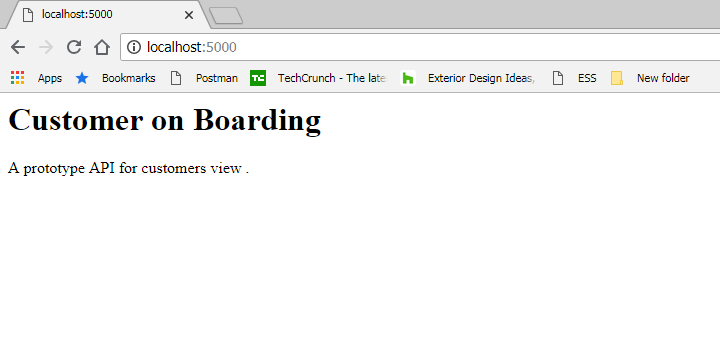 localhost:5000
localhost:5000
Apps Bookmarks Postman TC TechCrunch - The late Exterior Design Ideas, ESS New folder
Customer on Boarding
A prototype API for customers view .